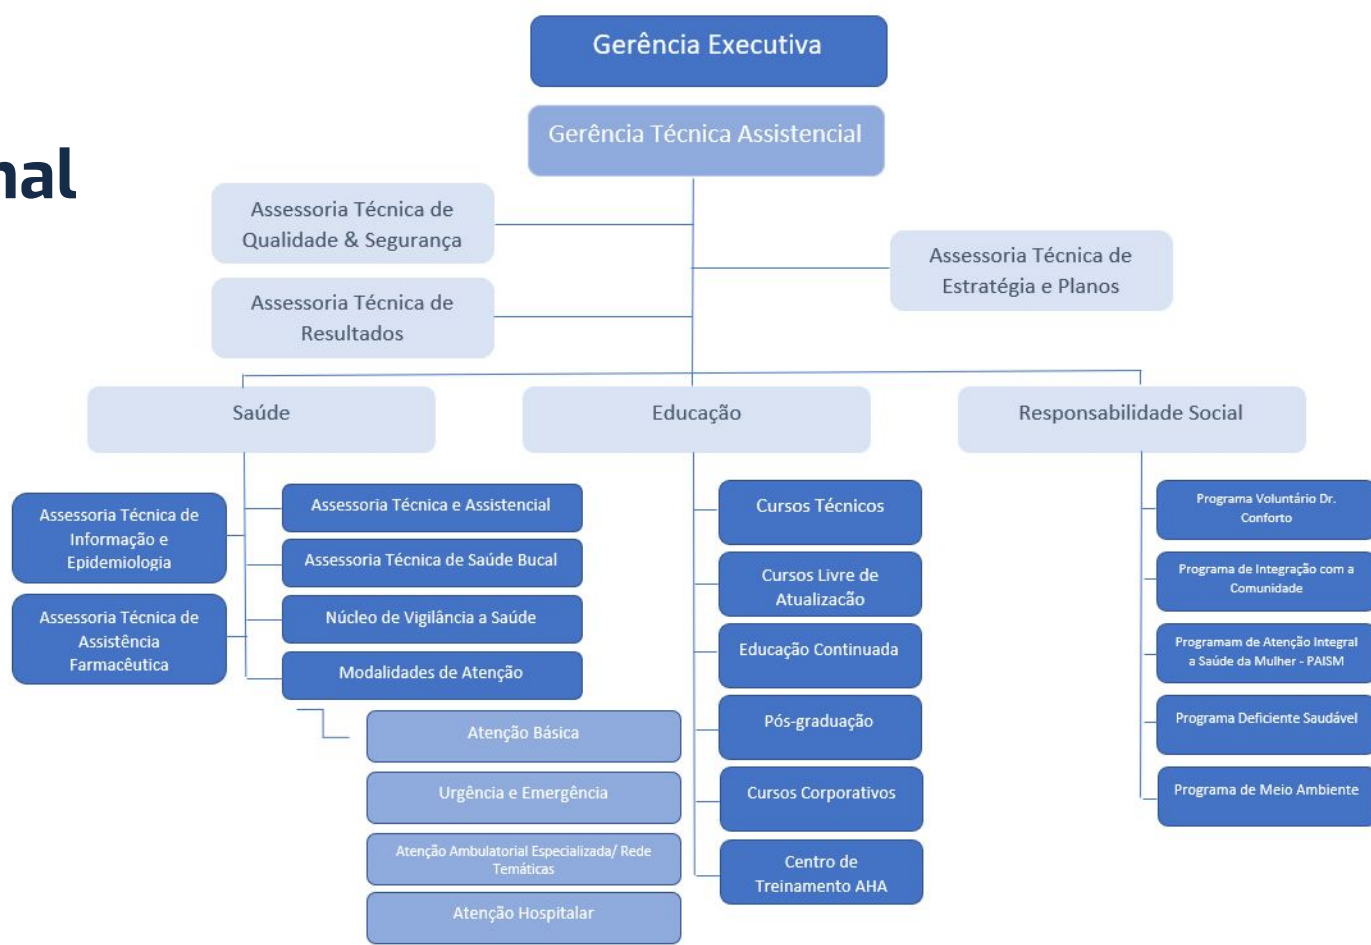 Gerência Executiva
Gerência Técnica Assistencial
nal
Assessoria Técnica de
Qualidade & Segurança
Assessoria Técnica de
Estratégia e Planos
Assessoria Técnica de
Resultados
Saúde
Educação
Responsabilidade Social
Assessoria Técnica de
Informação e
Epidemiologia
Assessoria Técnica de
Assistência
Farmacêutica
Assessoria Técnica e Assistencial
Assessoria Técnica de Saúde Bucal
Núcleo de Vigilância a Saúde
Modalidades de Atenção
Atenção Básica
Urgência e Emergência
Atenção Ambulatorial Especializada/ Rede
Temáticas
Atenção Hospitalar
Cursos Técnicos
Cursos Livre de
Atualizacão
Educação Continuada
Pós-graduação
Cursos Corporativos
Centro de
Treinamento AHA
Programa Voluntário Dr.
Conforto
Programa de Integração com a
Comunidade
Programam de Atenção Integral
a Saúde da Mulher - PAISM
Programa Deficiente Saudável
Programa de Meio Ambiente